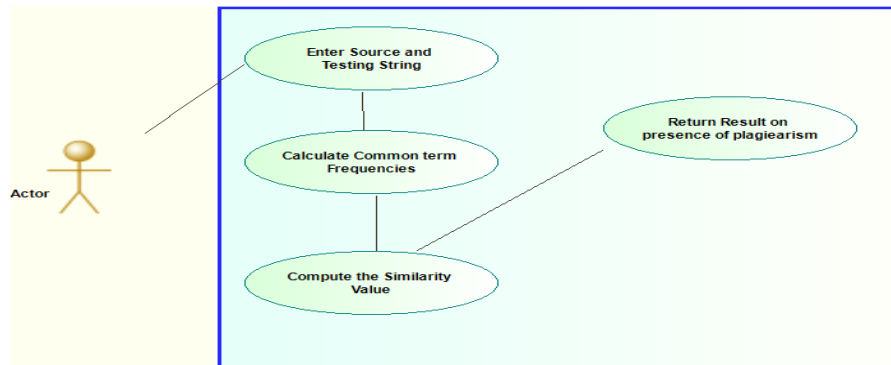 Enter Source and
Testing String
Return Result on
presence of plagiearism
Calculate Common term
Frequencies
Actor
Compute the Similarity
Value